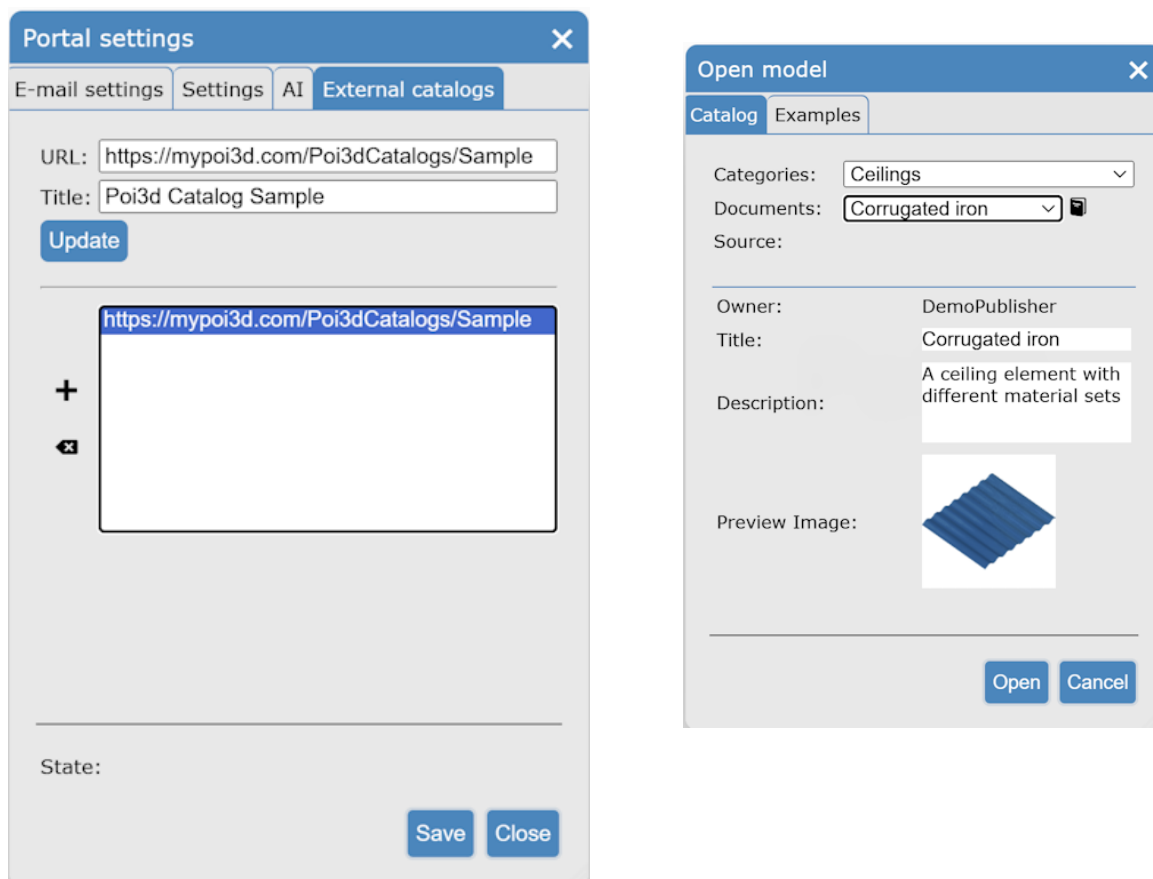 Portal settings
E-mail settings Settings AI External catalogs
URL: https://mypoi3d.com/Poi3dCatalogs/Sample
Title: Poi3d Catalog Sample
Update
https://mypoi3d.com/Poi3dCatalogs/Sample
State:
Save Close
Open model
Catalog Examples
Categories: Ceilings
Documents: Corrugated iron
Source:
Owner: DemoPublisher
Title: Corrugated iron
Description: A ceiling element with
different material sets
Preview Image:
Open Cancel